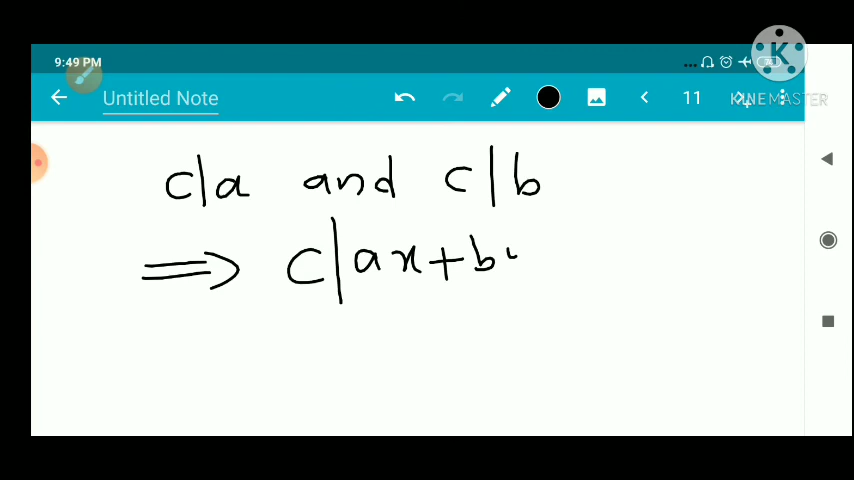 9:49 PM
K
KINEMASTER
Untitled Note
11
c|a and c|b
⟹ c|ax+b